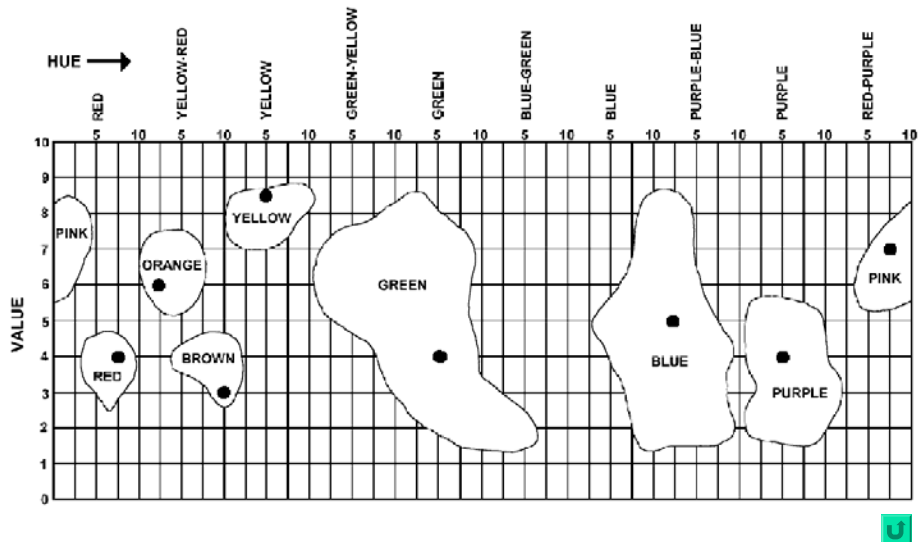 HUE
RED
YELLOW-RED
YELLOW
GREEN-YELLOW
GREEN
BLUE-GREEN
BLUE
PURPLE-BLUE
PURPLE
RED-PURPLE
5 10 5 10 5 10 5 10 5 10 5 10 5 10 5 10 5 10 5 10
VALUE
10
9
8
7
6
5
4
3
2
1
0
PINK
YELLOW
ORANGE
GREEN
PINK
RED
BROWN
BLUE
PURPLE